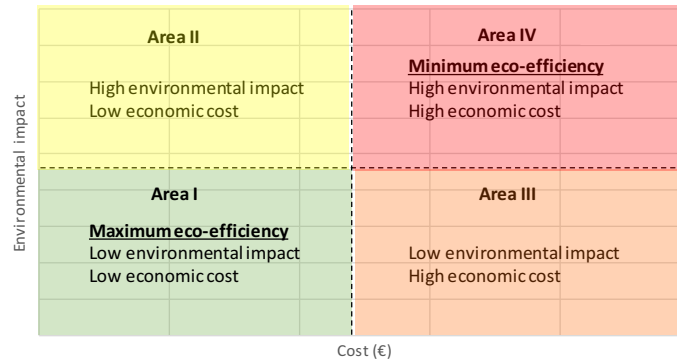 Area II
High environmental impact
Low economic cost
Area IV
Minimum eco-efficiency
High environmental impact
High economic cost
Environmental impact
Area I
Maximum eco-efficiency
Low environmental impact
Low economic cost
Area III
Low environmental impact
High economic cost
Cost (€)